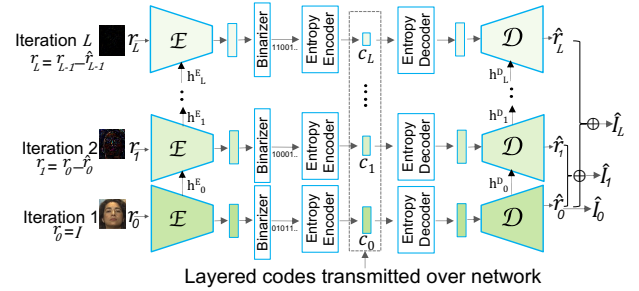 Iteration L
r_L = r_{L-1} – r̂_{L-1}
r_L
ℰ
Binarizer
11001..
Entropy Encoder
c_L
Entropy Decoder
𝒟
r̂_L
h^E_L
h^D_L
Î_L
h^E_1
h^D_1
Iteration 2
r_1 = r_0 – r̂_0
r_1
ℰ
Binarizer
10001..
Entropy Encoder
c_1
Entropy Decoder
𝒟
r̂_1
h^E_0
h^D_0
Î_1
Iteration 1
r_0 = I
r_0
ℰ
Binarizer
01011..
Entropy Encoder
c_0
Entropy Decoder
𝒟
r̂_0
Î_0
Layered codes transmitted over network